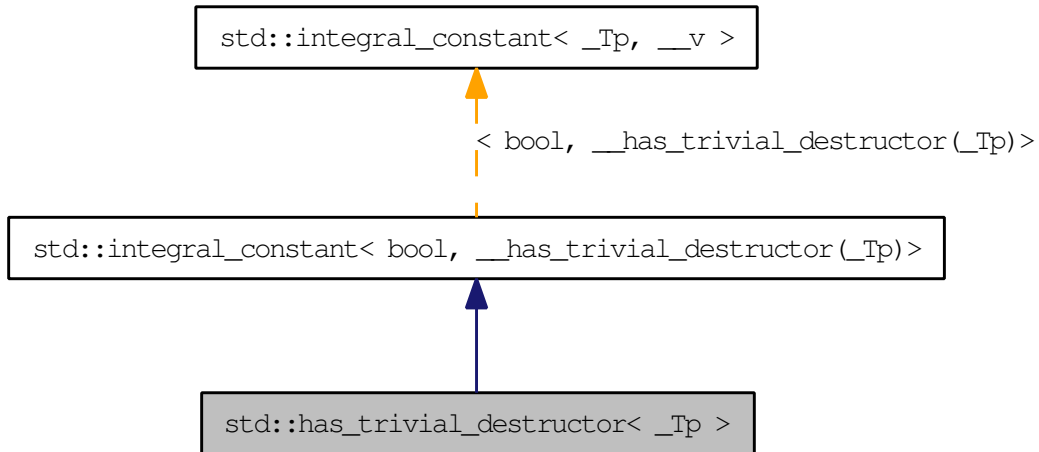 std::integral_constant< _Tp, __v >
< bool, __has_trivial_destructor(_Tp)>
std::integral_constant< bool, __has_trivial_destructor(_Tp)>
std::has_trivial_destructor< _Tp >